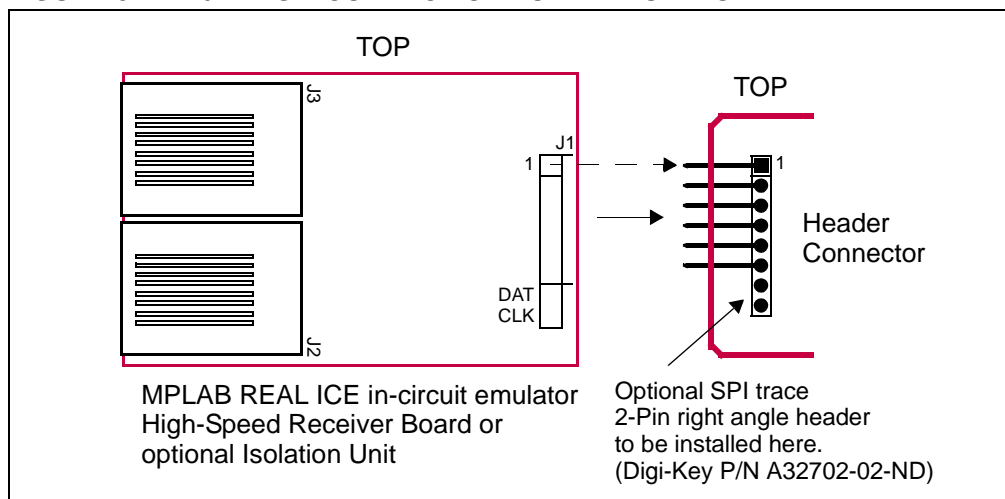 TOP
J3
J2
J1
1
DAT
CLK
MPLAB REAL ICE in-circuit emulator
High-Speed Receiver Board or
optional Isolation Unit
TOP
1
Header
Connector
Optional SPI trace
2-Pin right angle header
to be installed here.
(Digi-Key P/N A32702-02-ND)